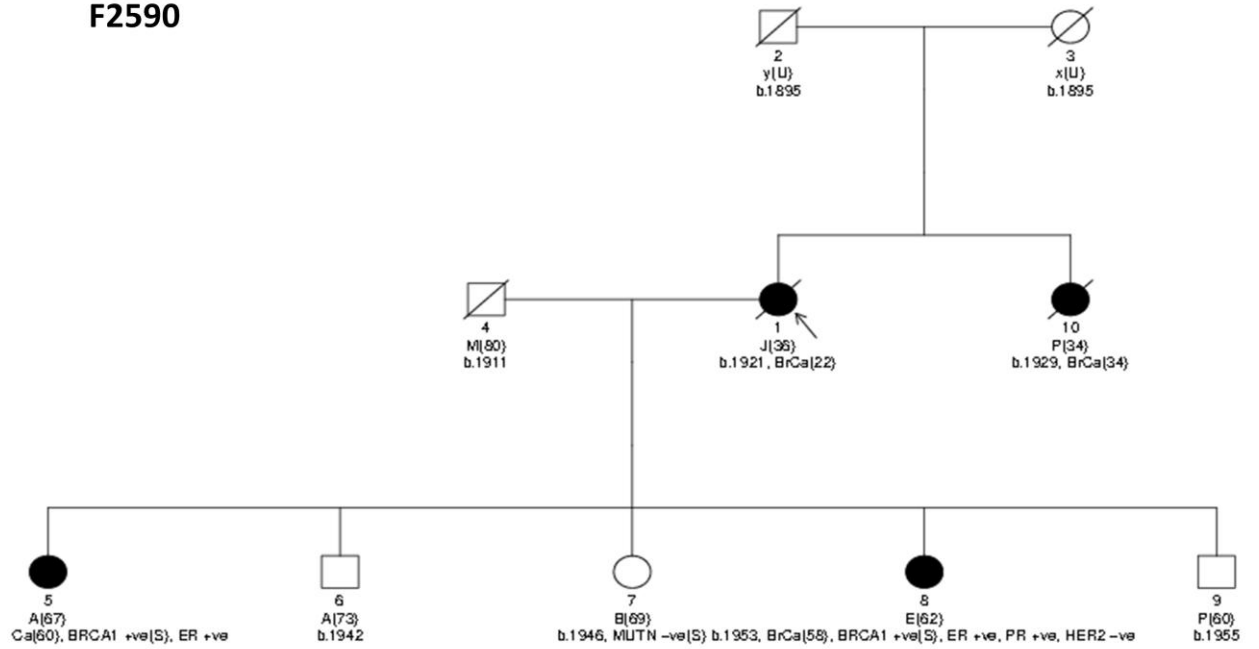 F2590
2 3
y(U) x(U)
b.1895 b.1895
4 1 10
M(80) J(36) P(34)
b.1911 b.1921, BrCa(22) b.1929, BrCa(34)
5 6 7 8 9
A(67) A(73) B(69) E(62) P(60)
Ca(60), BRCA1 +ve(S), ER +ve b.1942 b.1946, MUTN -ve(S) b.1953, BrCa(58), BRCA1 +ve(S), ER +ve, PR +ve, HER2 -ve b.1955